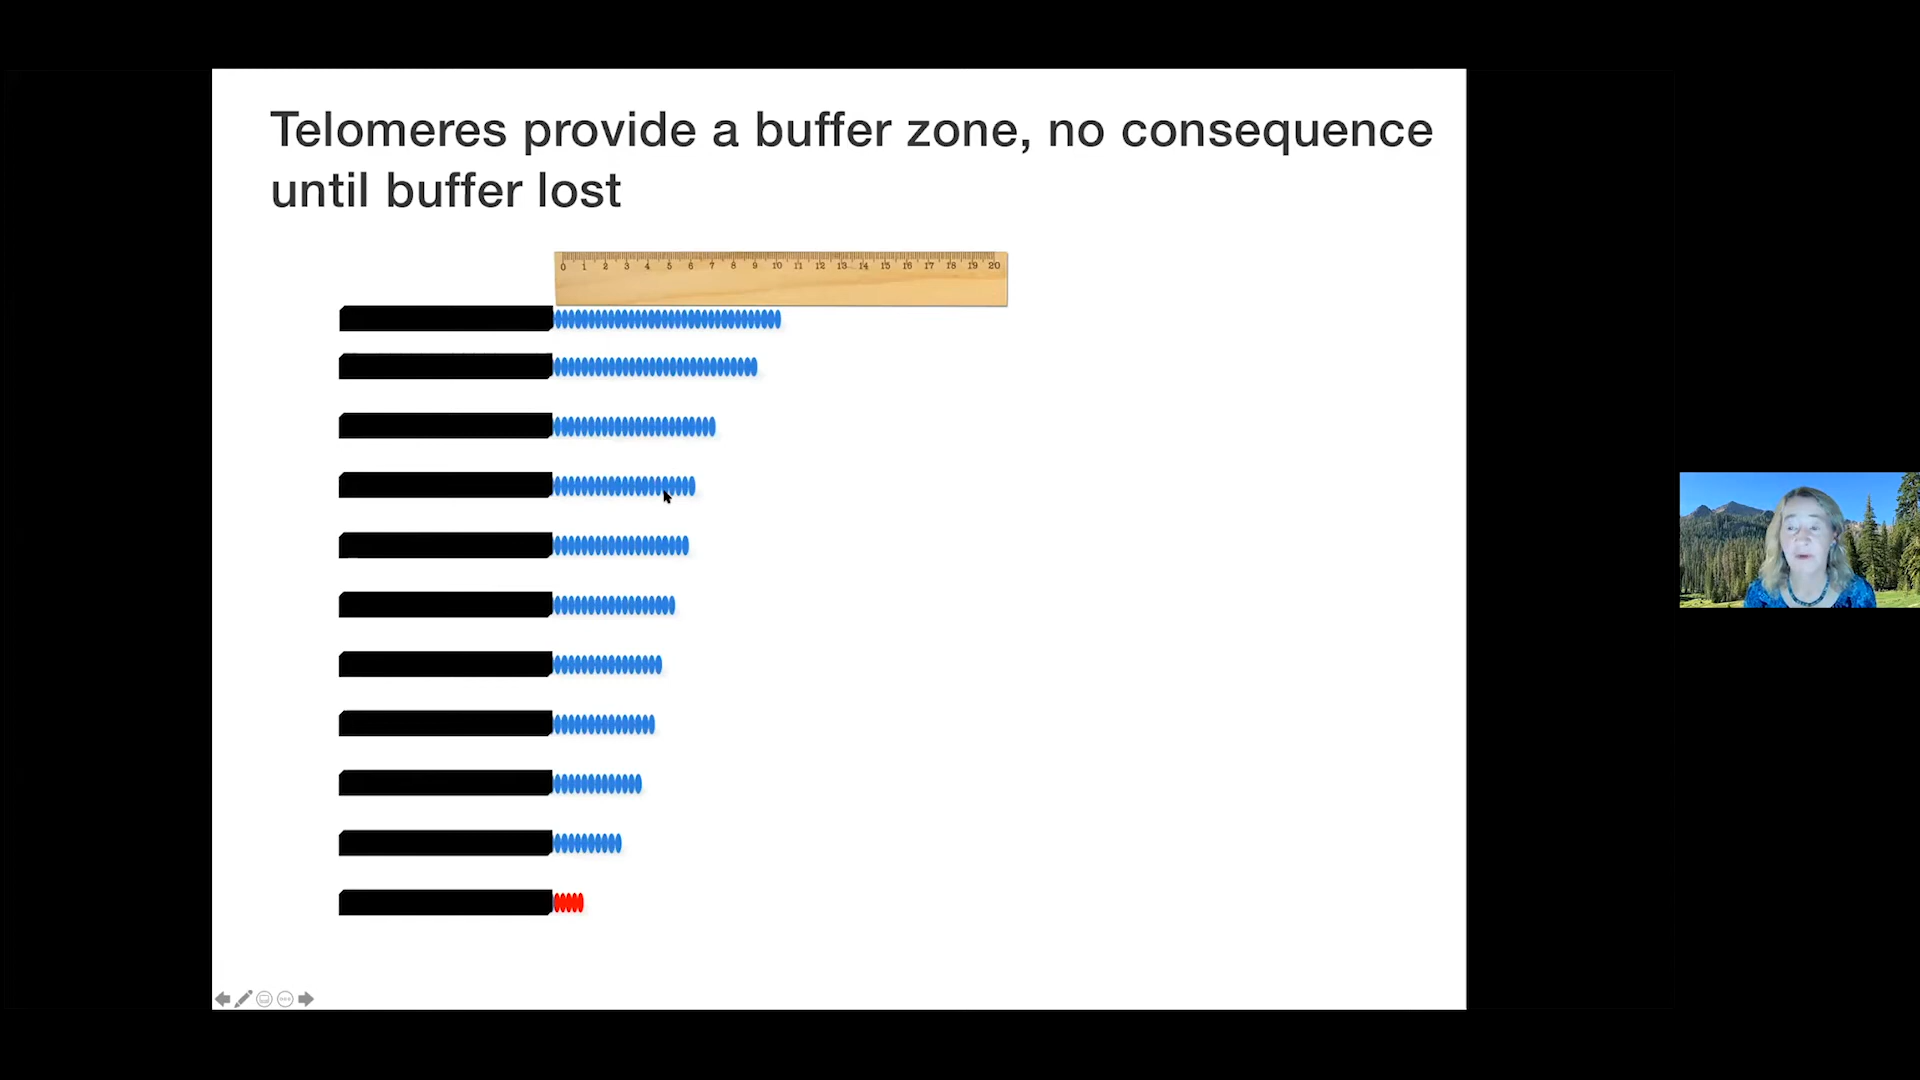 Telomeres provide a buffer zone, no consequence
until buffer lost
0 1 2 3 4 5 6 7 8 9 10 11 12 13 14 15 16 17 18 19 20